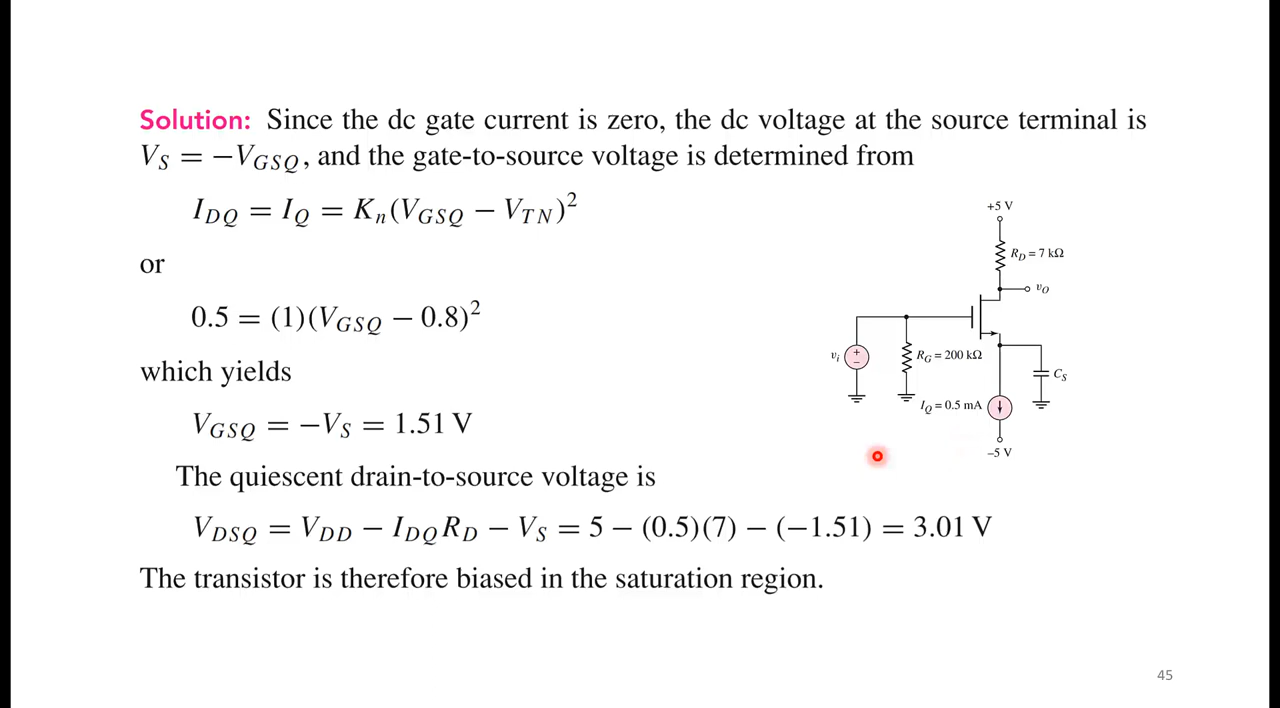 Solution: Since the dc gate current is zero, the dc voltage at the source terminal is
V_S = −V_GSQ, and the gate-to-source voltage is determined from
I_DQ = I_Q = K_n(V_GSQ − V_TN)²
or
0.5 = (1)(V_GSQ − 0.8)²
which yields
V_GSQ = −V_S = 1.51 V
The quiescent drain-to-source voltage is
V_DSQ = V_DD − I_DQ R_D − V_S = 5 − (0.5)(7) − (−1.51) = 3.01 V
The transistor is therefore biased in the saturation region.
+5 V
R_D = 7 kΩ
v_O
v_i
+
−
R_G = 200 kΩ
C_S
I_Q = 0.5 mA
−5 V
45